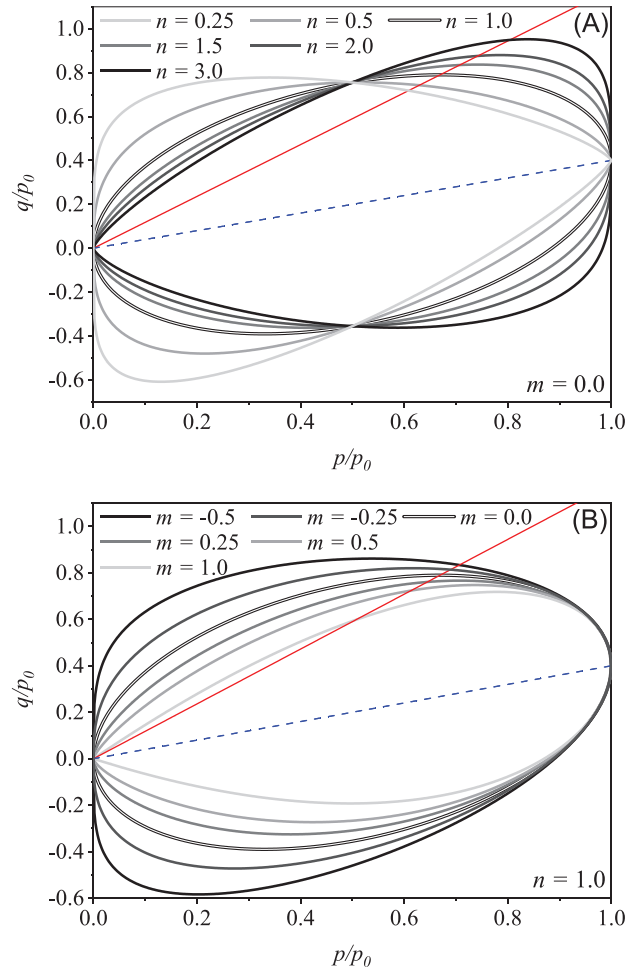 n = 0.25 n = 0.5 n = 1.0 (A)
n = 1.5 n = 2.0
n = 3.0
1.0
0.8
0.6
0.4
0.2
0.0
-0.2
-0.4
-0.6
q/p0
m = 0.0
0.0 0.2 0.4 0.6 0.8 1.0
p/p0
m = -0.5 m = -0.25 m = 0.0 (B)
m = 0.25 m = 0.5
m = 1.0
1.0
0.8
0.6
0.4
0.2
0.0
-0.2
-0.4
-0.6
q/p0
n = 1.0
0.0 0.2 0.4 0.6 0.8 1.0
p/p0